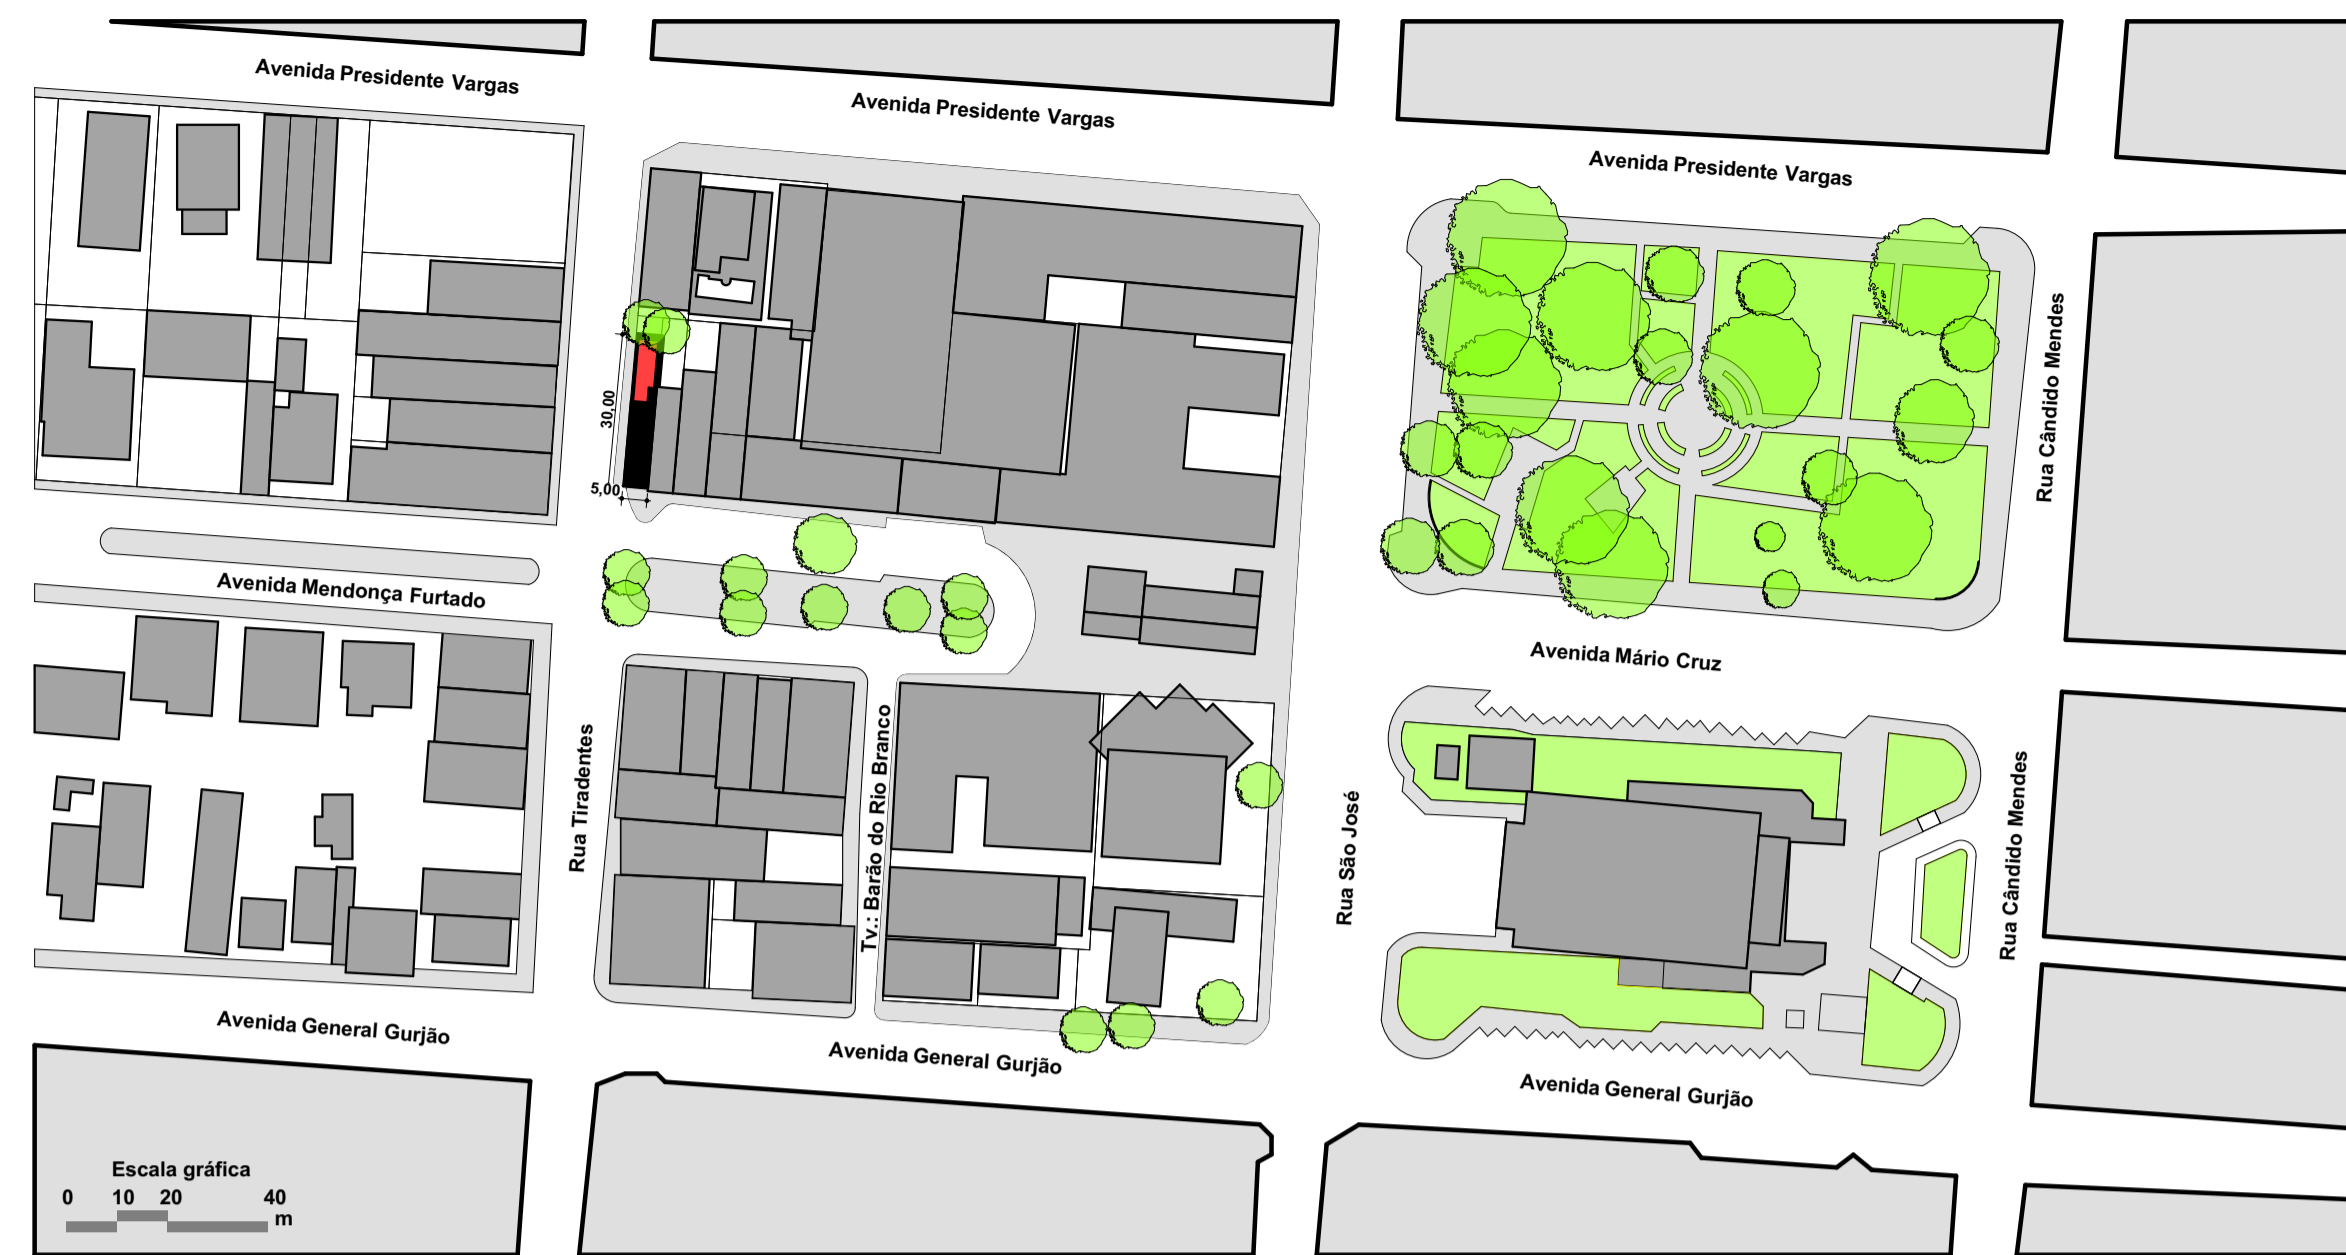 Avenida Presidente Vargas
Avenida Presidente Vargas
Avenida Presidente Vargas
Rua Cândido Mendes
30,00
5,00
Avenida Mendonça Furtado
Avenida Mário Cruz
Rua Tiradentes
Tv.: Barão do Rio Branco
Rua São José
Rua Cândido Mendes
Avenida General Gurjão
Avenida General Gurjão
Avenida General Gurjão
Escala gráfica
0 10 20 40
m